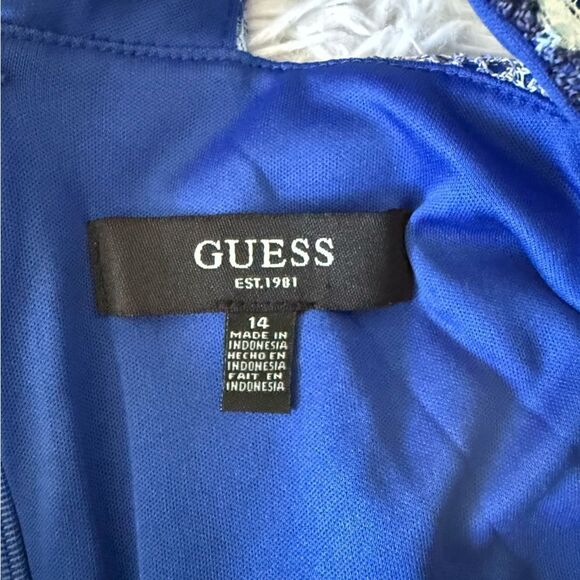 GUESS
EST.1981
14
MADE IN
INDONESIA
HECHO EN
INDONESIA
FAIT EN
INDONESIA